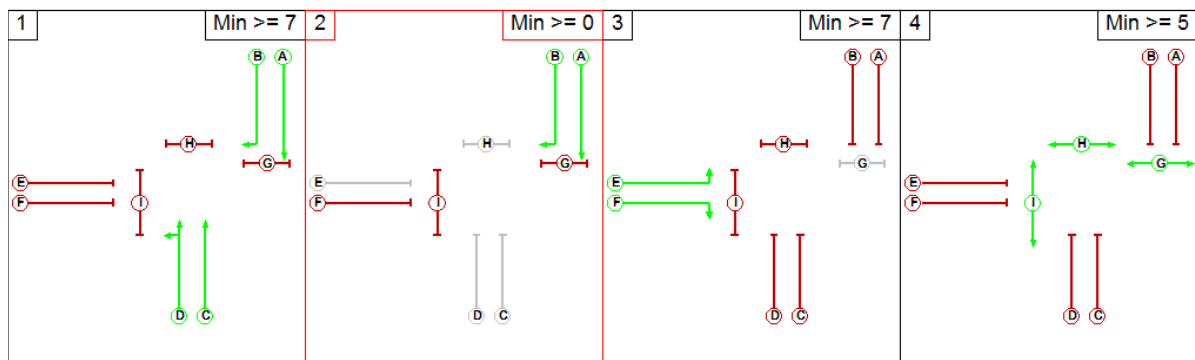 1 Min >= 7 2 Min >= 0 3 Min >= 7 4 Min >= 5
B A B A B A B A
H H H H
G G G G
E E E E
F I F I F I F I
D C D C D C D C